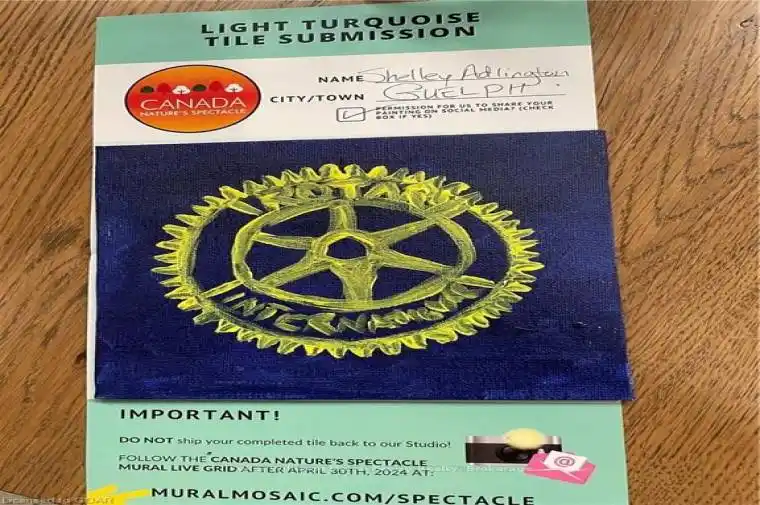 LIGHT TURQUOISE
TILE SUBMISSION
NAME Shelley Adlington
CITY/TOWN GUELPH
CANADA
NATURE'S SPECTACLE
PERMISSION FOR US TO SHARE YOUR
PAINTING ON SOCIAL MEDIA? (CHECK
BOX IF YES)
ROTARY
INTERNATIONAL
IMPORTANT!
DO NOT ship your completed tile back to our Studio!
FOLLOW THE CANADA NATURE'S SPECTACLE
MURAL LIVE GRID AFTER APRIL 30TH, 2024 AT:
Brokerage
MURALMOSAIC.COM/SPECTACLE